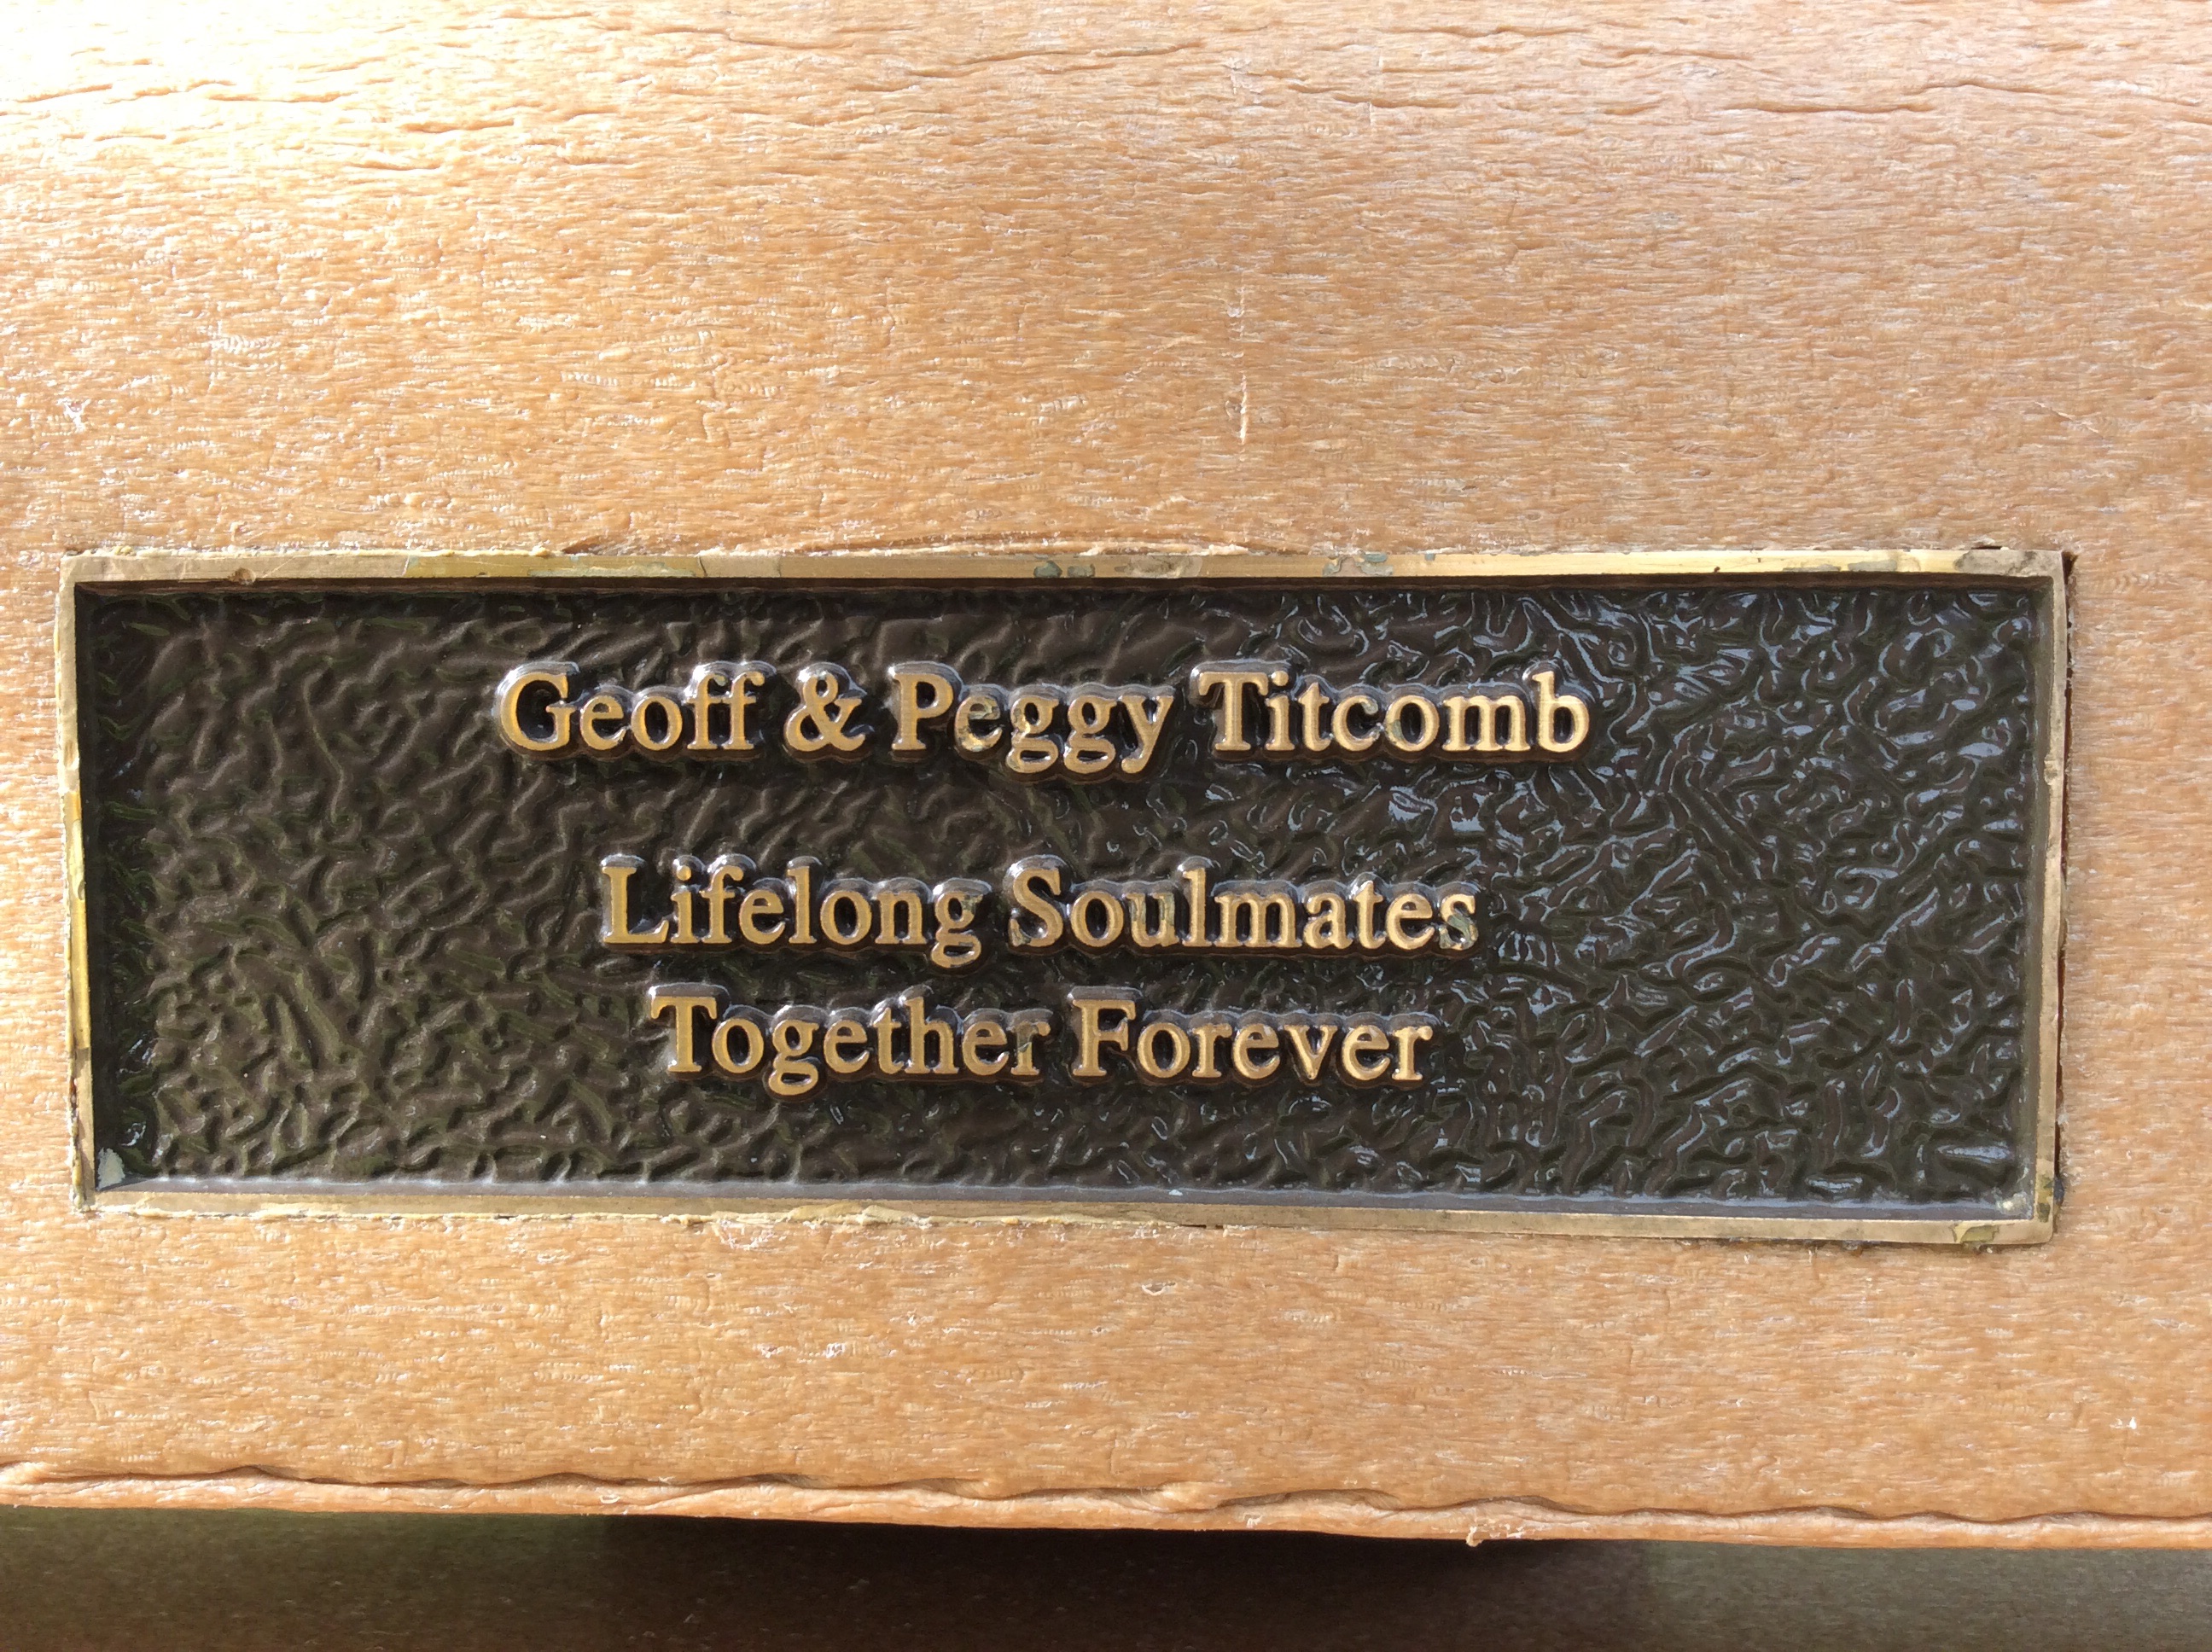 Geoff & Peggy Titcomb
Lifelong Soulmates
Together Forever